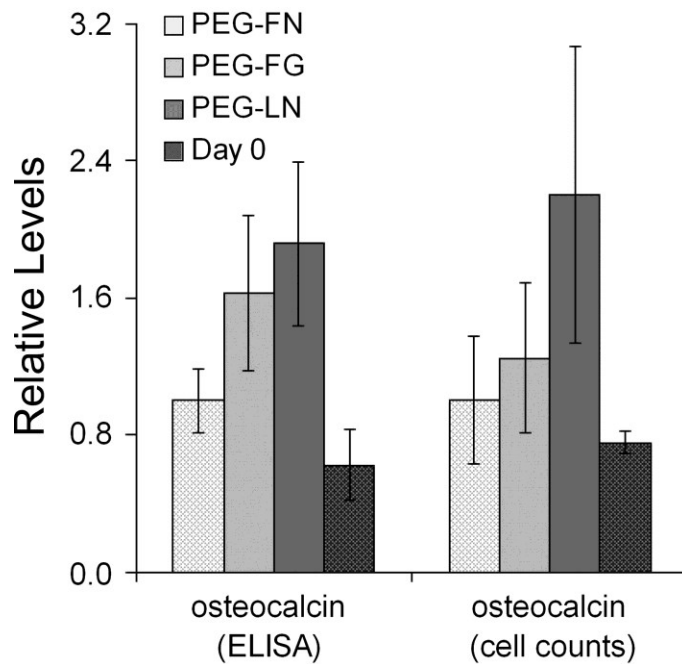 3.2
2.4
1.6
0.8
0.0
Relative Levels
PEG-FN
PEG-FG
PEG-LN
Day 0
osteocalcin
(ELISA)
osteocalcin
(cell counts)